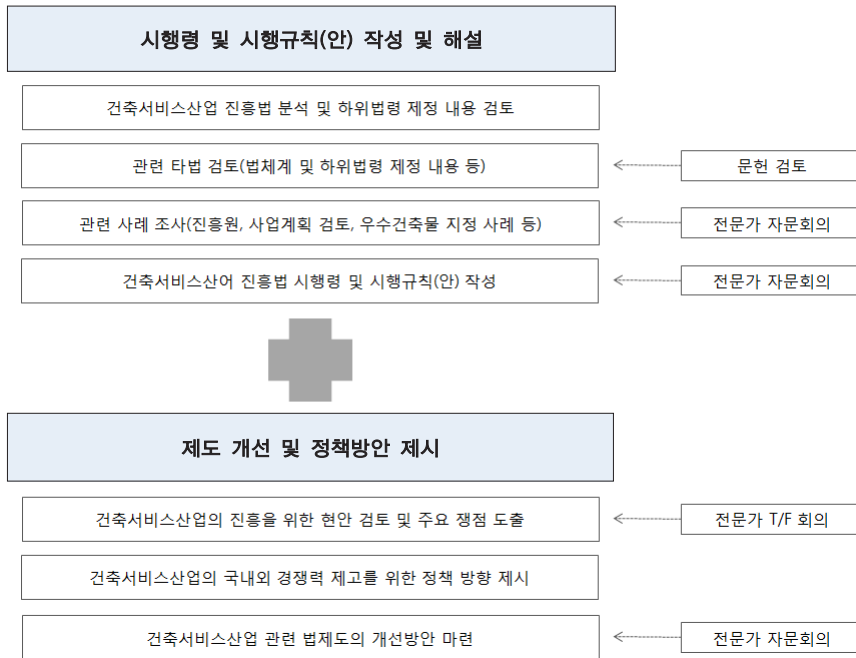 시행령 및 시행규칙(안) 작성 및 해설
건축서비스산업 진흥법 분석 및 하위법령 제정 내용 검토
관련 타법 검토(법체계 및 하위법령 제정 내용 등)
문헌 검토
관련 사례 조사(진흥원, 사업계획 검토, 우수건축물 지정 사례 등)
전문가 자문회의
건축서비스산어 진흥법 시행령 및 시행규칙(안) 작성
전문가 자문회의
제도 개선 및 정책방안 제시
건축서비스산업의 진흥을 위한 현안 검토 및 주요 쟁점 도출
전문가 T/F 회의
건축서비스산업의 국내외 경쟁력 제고를 위한 정책 방향 제시
건축서비스산업 관련 법제도의 개선방안 마련
전문가 자문회의